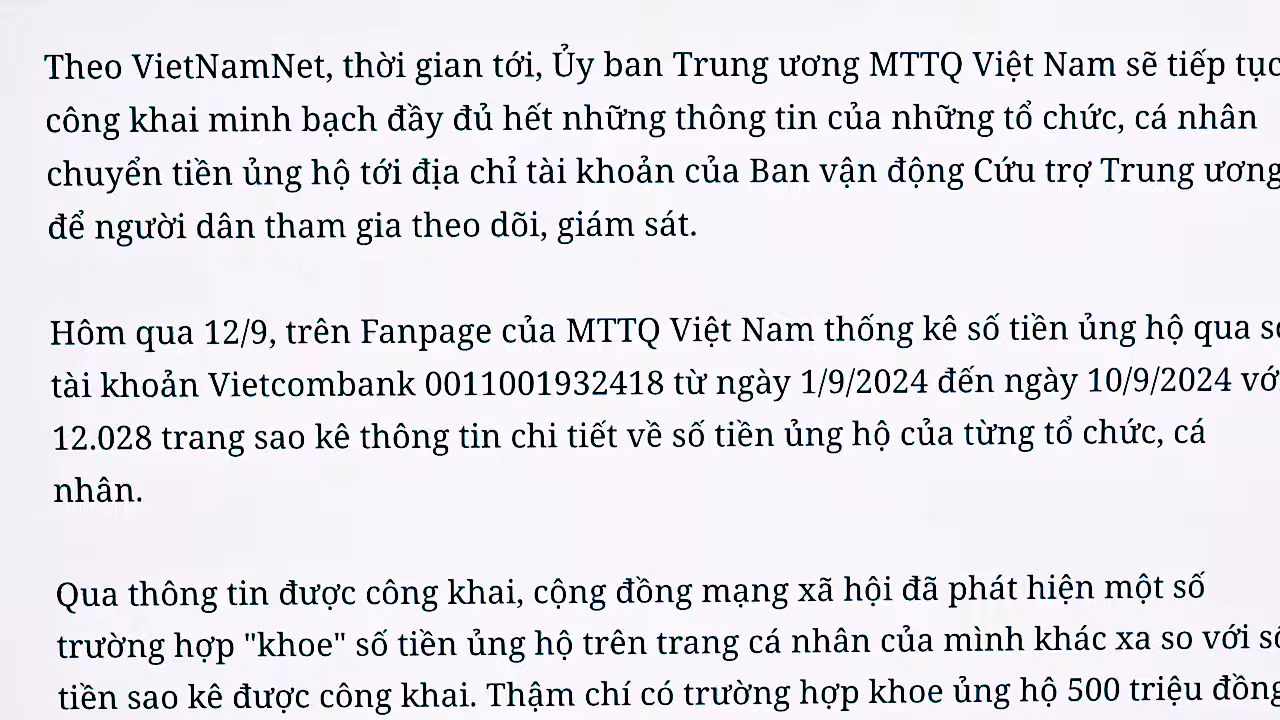 Theo VietNamNet, thời gian tới, Ủy ban Trung ương MTTQ Việt Nam sẽ tiếp tục
công khai minh bạch đầy đủ hết những thông tin của những tổ chức, cá nhân
chuyển tiền ủng hộ tới địa chỉ tài khoản của Ban vận động Cứu trợ Trung ương
để người dân tham gia theo dõi, giám sát.
Hôm qua 12/9, trên Fanpage của MTTQ Việt Nam thống kê số tiền ủng hộ qua số
tài khoản Vietcombank 0011001932418 từ ngày 1/9/2024 đến ngày 10/9/2024 với
12.028 trang sao kê thông tin chi tiết về số tiền ủng hộ của từng tổ chức, cá
nhân.
Qua thông tin được công khai, cộng đồng mạng xã hội đã phát hiện một số
trường hợp "khoe" số tiền ủng hộ trên trang cá nhân của mình khác xa so với số
tiền sao kê được công khai. Thậm chí có trường hợp khoe ủng hộ 500 triệu đồng